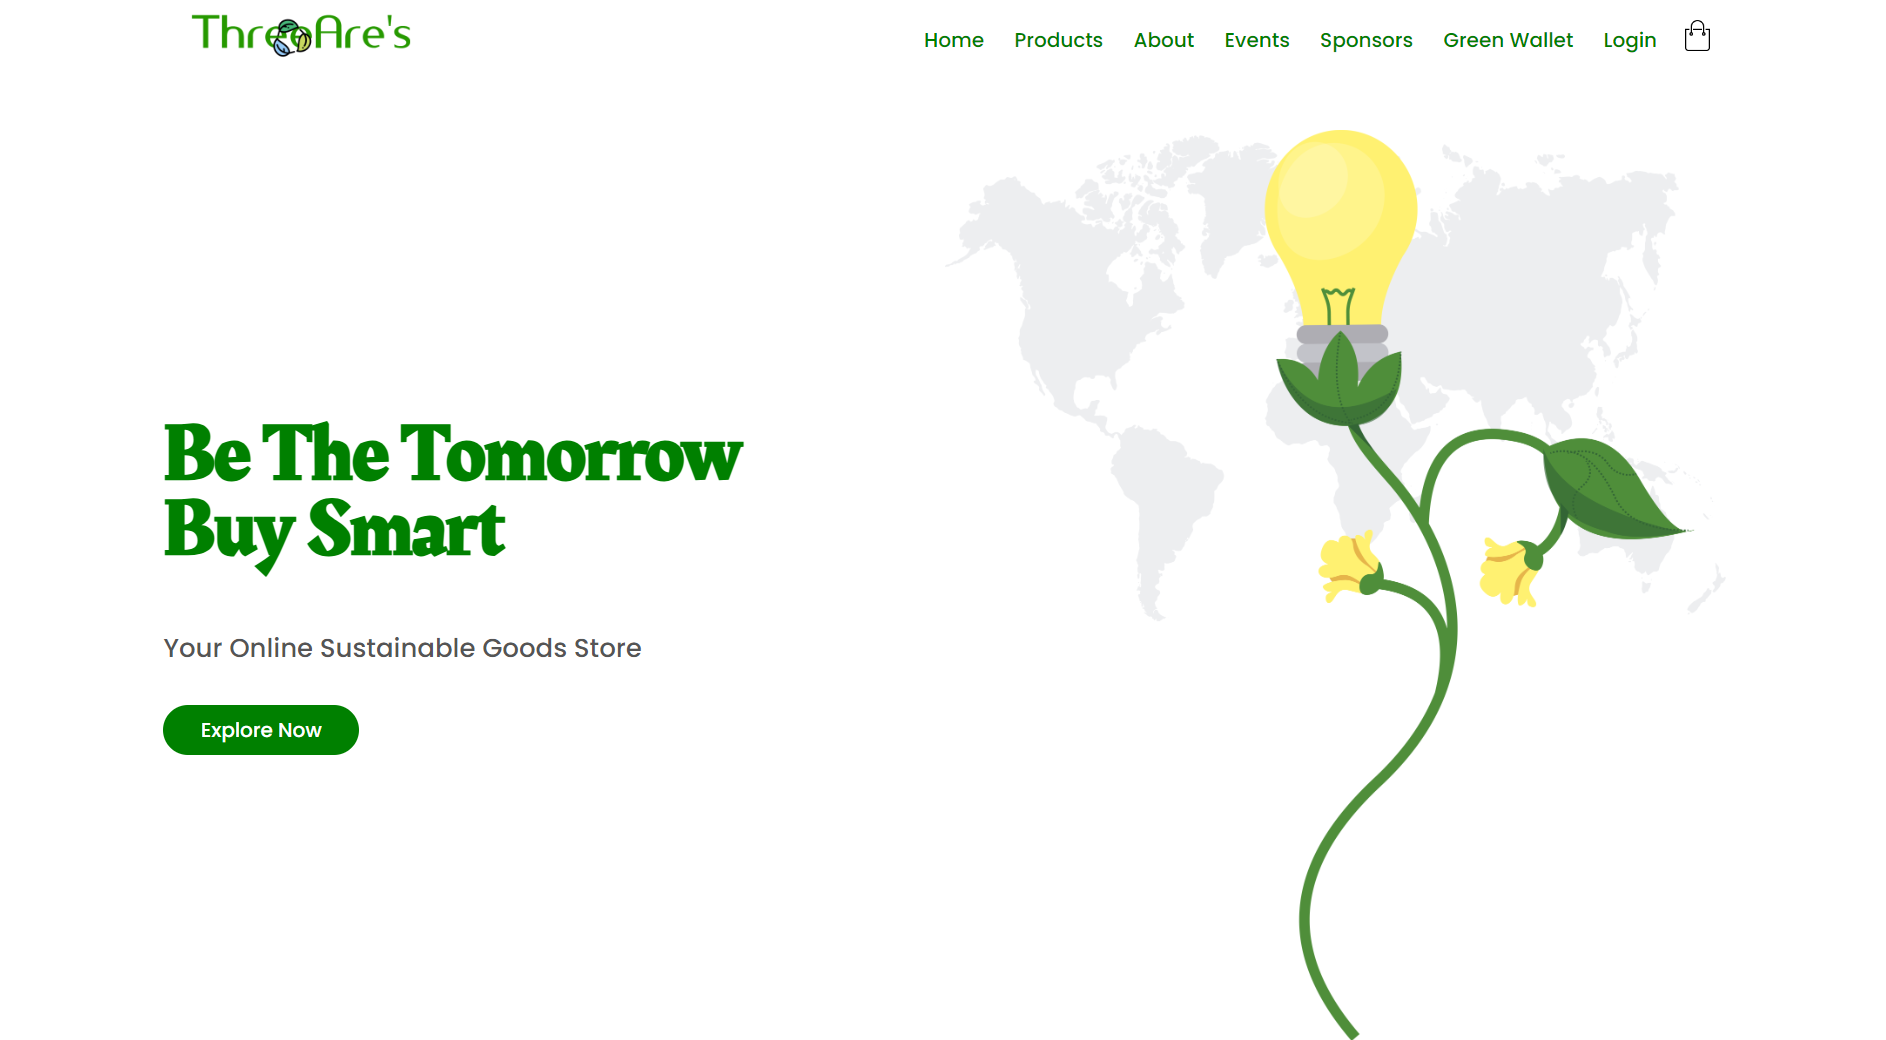 ThreeAre's
Home Products About Events Sponsors Green Wallet Login
Be The Tomorrow
Buy Smart
Your Online Sustainable Goods Store
Explore Now